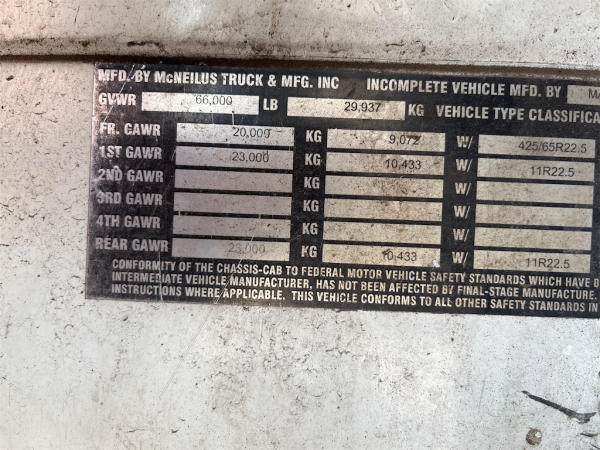 MFD. BY McNEILUS TRUCK & MFG. INC INCOMPLETE VEHICLE MFD. BY MA
GVWR 66,000 LB 29,937 KG VEHICLE TYPE CLASSIFICA
FR. GAWR 20,000 KG 9,072 W/ 425/65R22.5
1ST GAWR 23,000 KG 10,433 W/ 11R22.5
2ND GAWR KG W/
3RD GAWR KG W/
4TH GAWR KG W/
REAR GAWR 23,000 KG 10,433 W/ 11R22.5
CONFORMITY OF THE CHASSIS-CAB TO FEDERAL MOTOR VEHICLE SAFETY STANDARDS WHICH HAVE B
INTERMEDIATE VEHICLE MANUFACTURER, HAS NOT BEEN AFFECTED BY FINAL-STAGE MANUFACTURE.
INSTRUCTIONS WHERE APPLICABLE. THIS VEHICLE CONFORMS TO ALL OTHER SAFETY STANDARDS IN